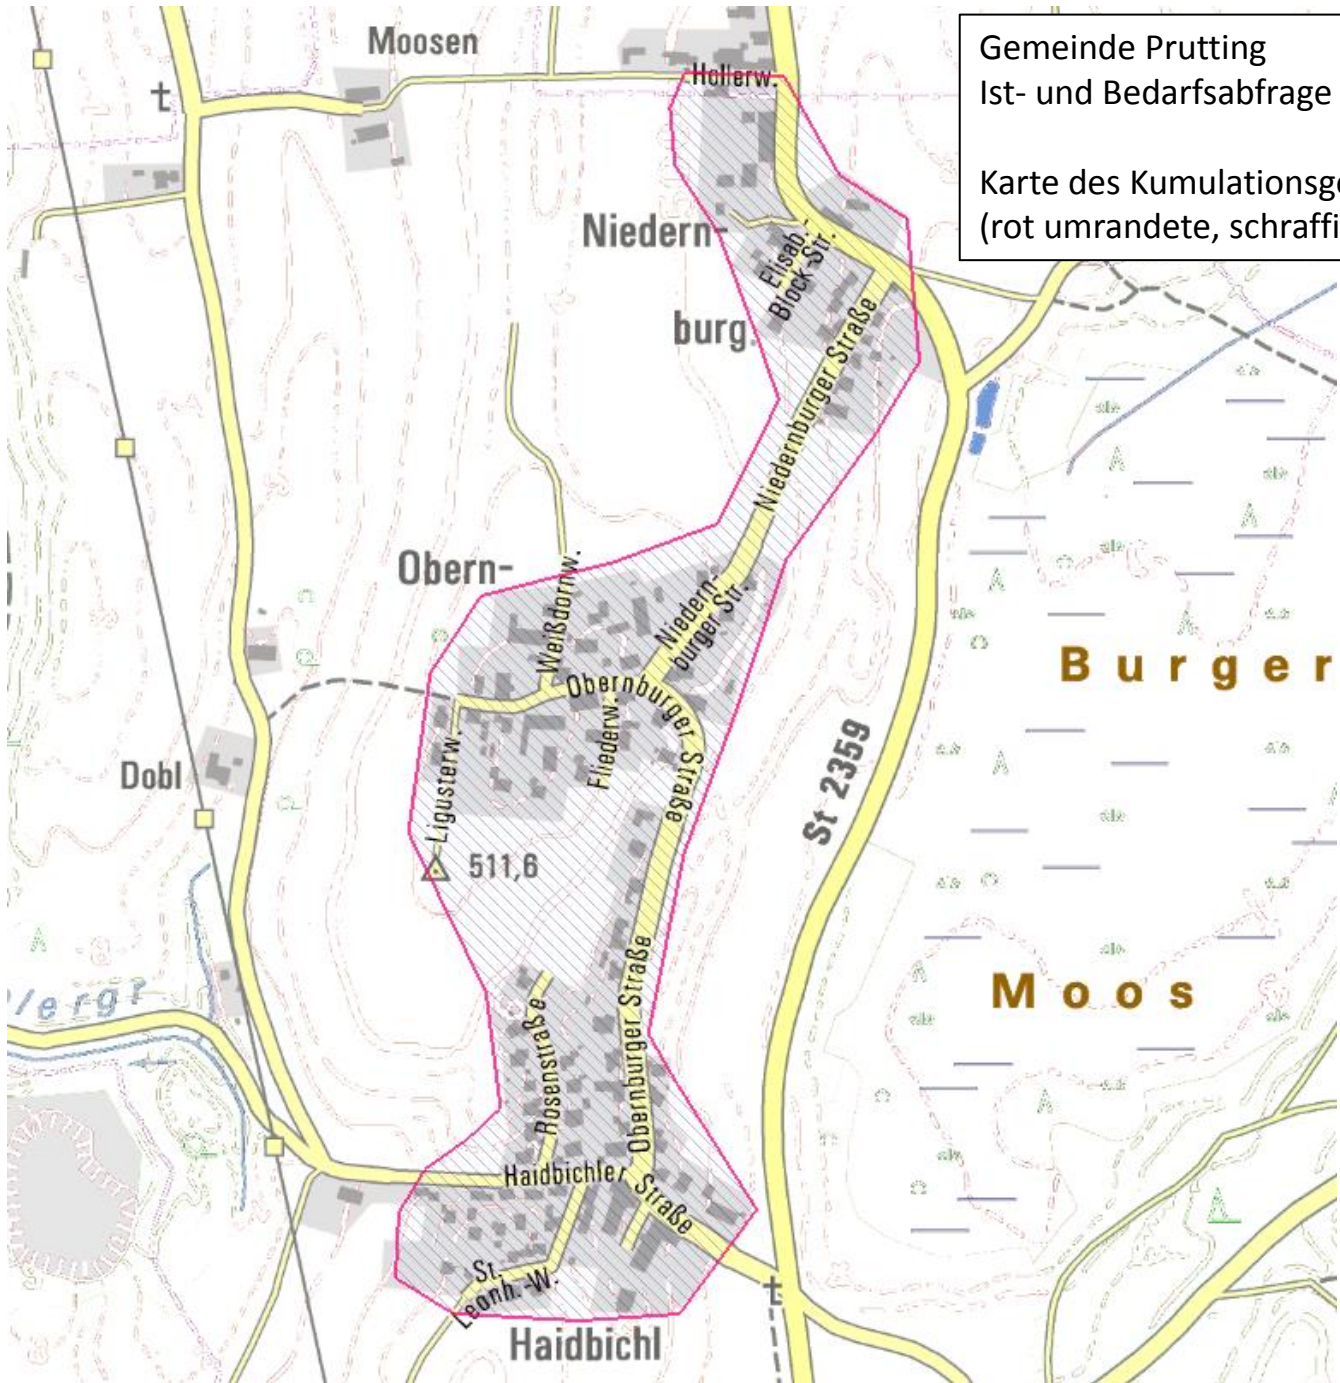 Gemeinde Prutting
Ist- und Bedarfsabfrage
Karte des Kumulationsg
(rot umrandete, schraffi
Moosen
Hollerw.
Niedern-
burg
Elisab.-
Block-Str.
Niedernburger Straße
Obern-
Weißdornw.
Niedern-
burger Str.
Obernburger Straße
Fliederw.
Ligusterw.
511,6
Dobl
St 2359
Burger
Moos
Obernburger Straße
Rosenstraße
Haidbichler Straße
St.
Leonh.-W.
Haidbichl